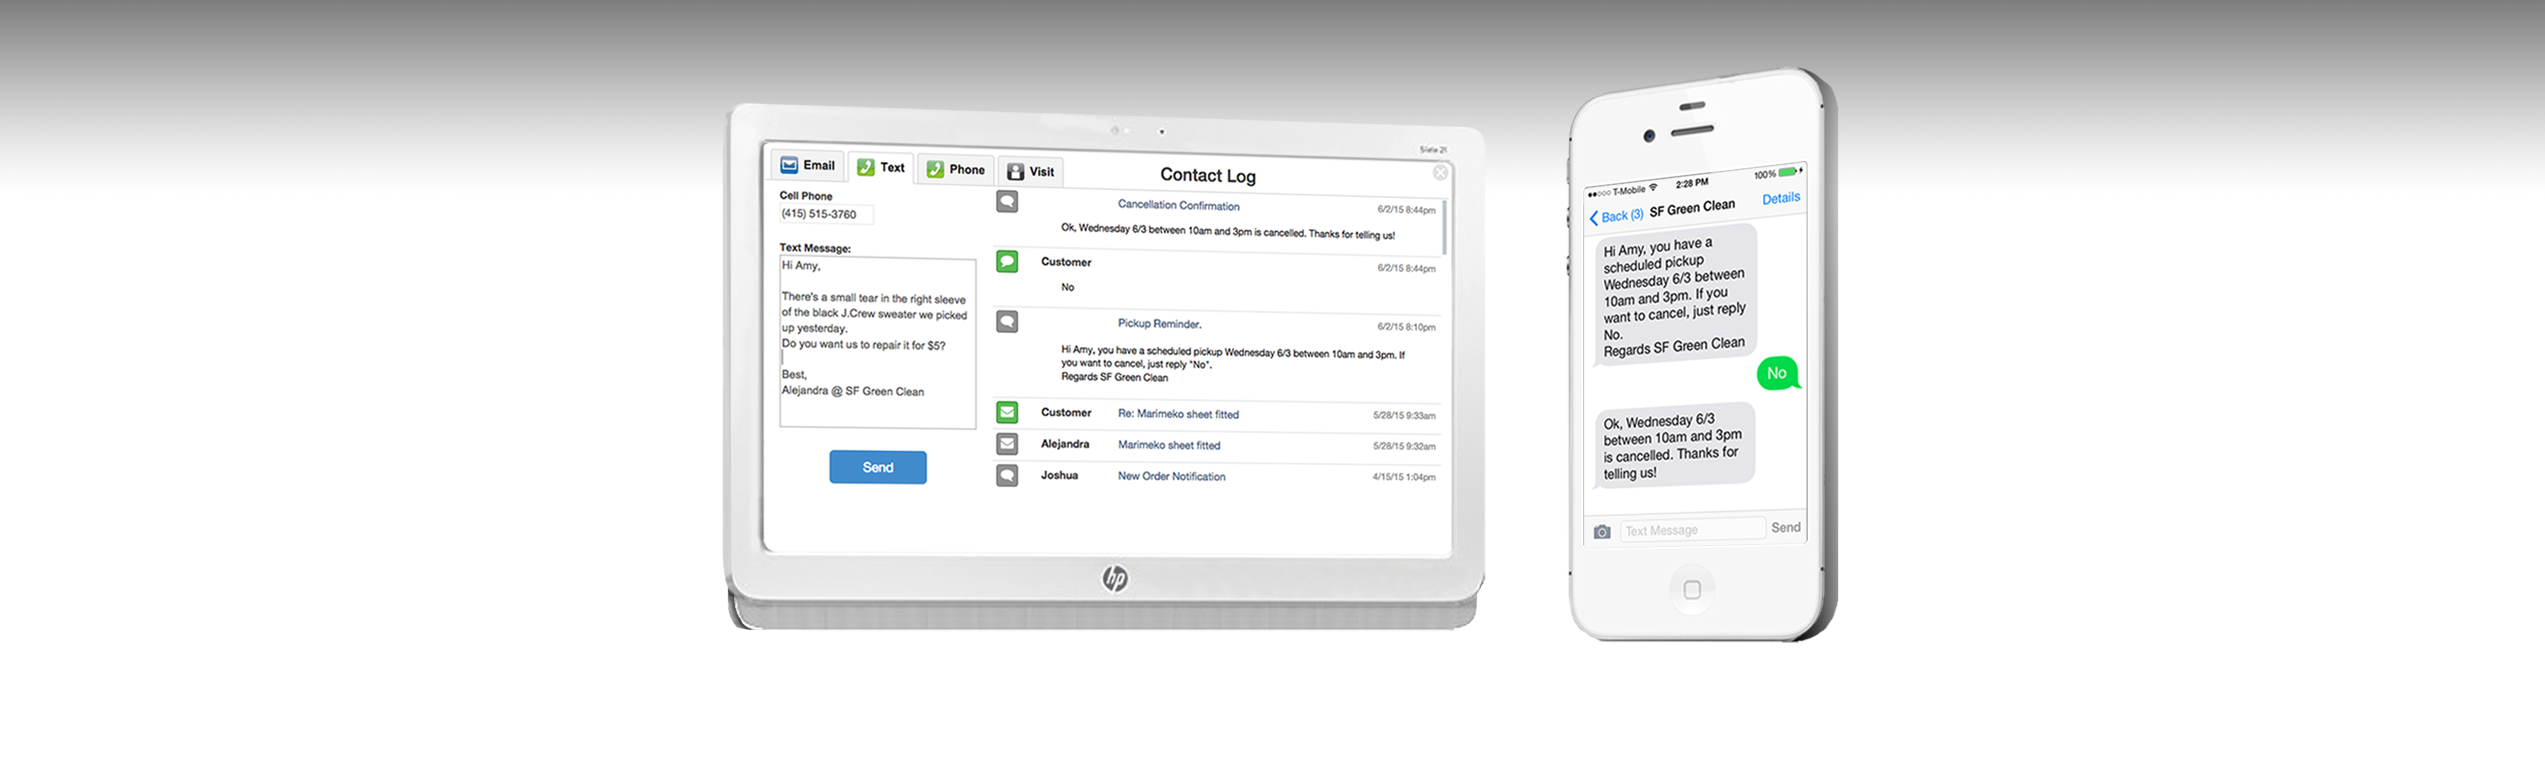 Slate 21
Email
Text
Phone
Visit
Contact Log
Cell Phone
(415) 515-3760
Text Message:
Hi Amy,
There's a small tear in the right sleeve
of the black J.Crew sweater we picked
up yesterday.
Do you want us to repair it for $5?
Best,
Alejandra @ SF Green Clean
Send
Cancellation Confirmation 6/2/15 8:44pm
Ok, Wednesday 6/3 between 10am and 3pm is cancelled. Thanks for telling us!
Customer 6/2/15 8:44pm
No
Pickup Reminder. 6/2/15 8:10pm
Hi Amy, you have a scheduled pickup Wednesday 6/3 between 10am and 3pm. If
you want to cancel, just reply "No".
Regards SF Green Clean
Customer Re: Marimeko sheet fitted 5/28/15 9:33am
Alejandra Marimeko sheet fitted 5/28/15 9:32am
Joshua New Order Notification 4/15/15 1:04pm
hp
T-Mobile 2:28 PM 100%
Back (3) SF Green Clean Details
Hi Amy, you have a
scheduled pickup
Wednesday 6/3 between
10am and 3pm. If you
want to cancel, just reply
No.
Regards SF Green Clean
No
Ok, Wednesday 6/3
between 10am and 3pm
is cancelled. Thanks for
telling us!
Text Message Send